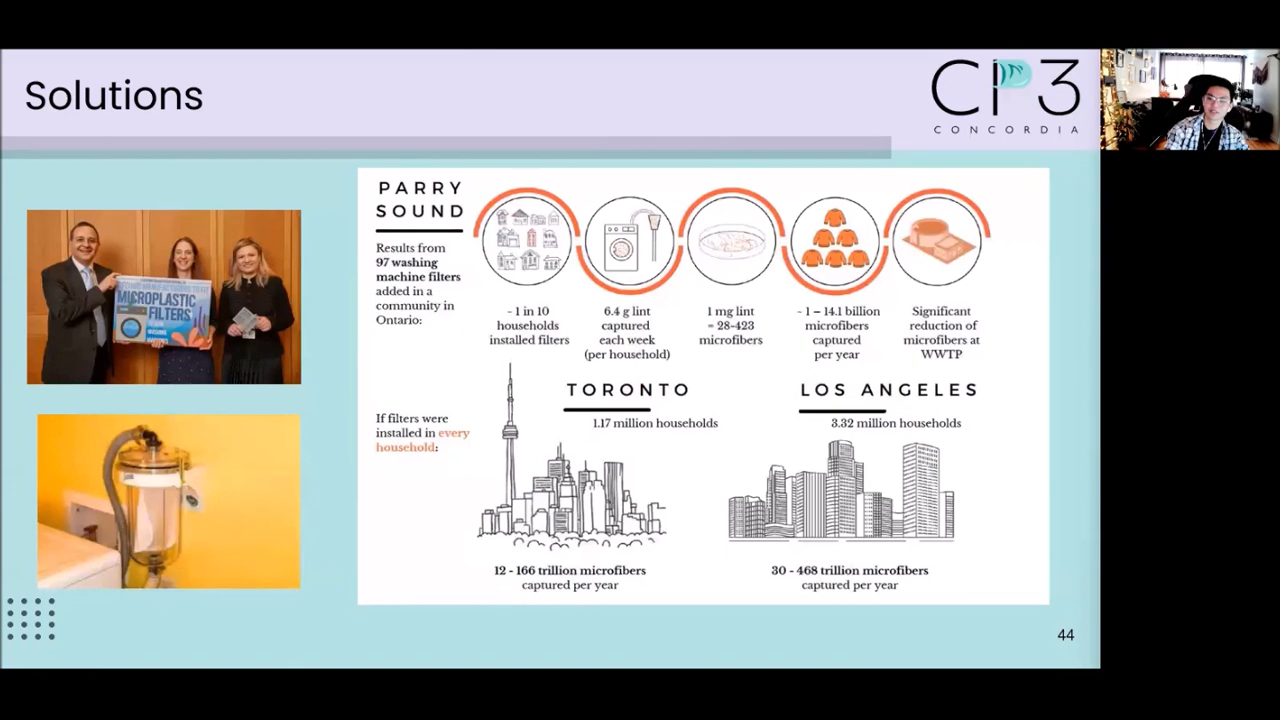 Solutions
CP3
CONCORDIA
MICROPLASTIC
FILTERS
PARRY
SOUND
Results from
97 washing
machine filters
added in a
community in
Ontario:
~ 1 in 10
households
installed filters
6.4 g lint
captured
each week
(per household)
1 mg lint
= 28-423
microfibers
~ 1 – 14.1 billion
microfibers
captured
per year
Significant
reduction of
microfibers at
WWTP
If filters were
installed in every
household:
TORONTO
1.17 million households
12 - 166 trillion microfibers
captured per year
LOS ANGELES
3.32 million households
30 - 468 trillion microfibers
captured per year
44